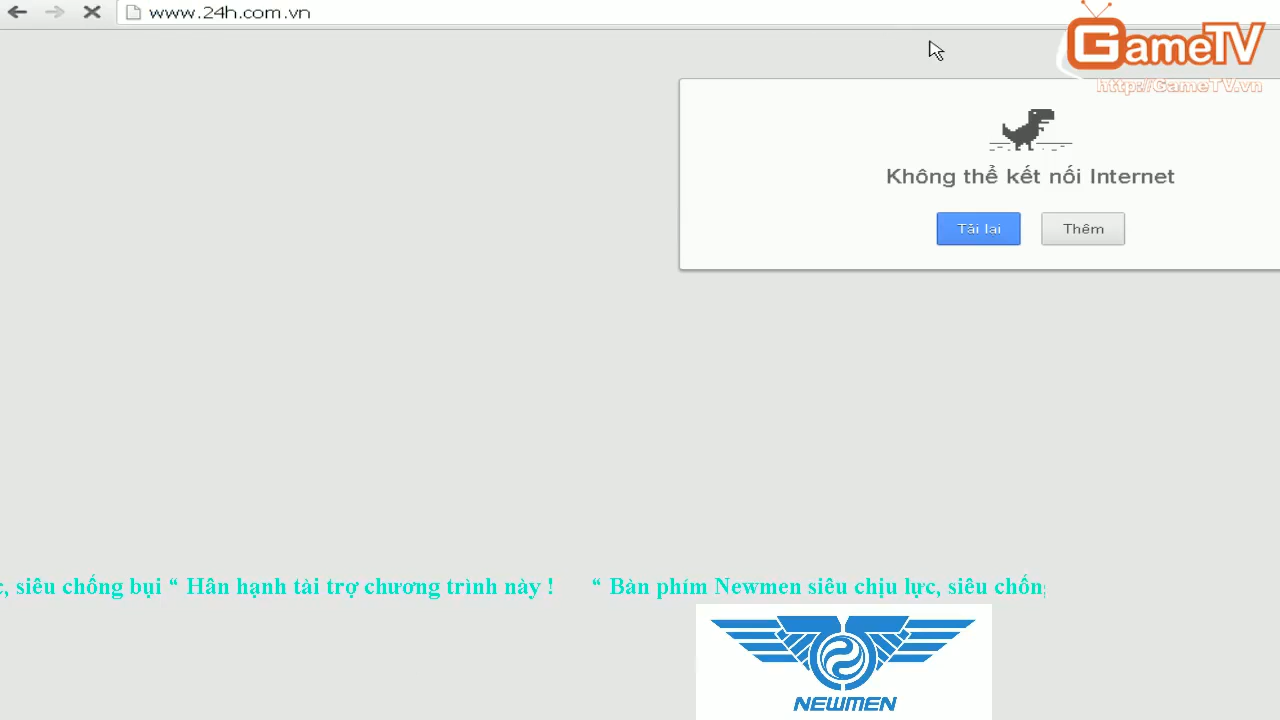 www.24h.com.vn
GameTV
http://GameTV.vn
Không thể kết nối Internet
Tải lại
Thêm
c, siêu chống bụi “ Hân hạnh tài trợ chương trình này ! “ Bàn phím Newmen siêu chịu lực, siêu chống
NEWMEN